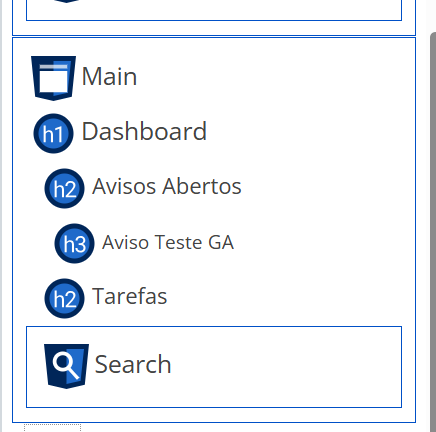 Main
h1 Dashboard
h2 Avisos Abertos
h3 Aviso Teste GA
h2 Tarefas
Search